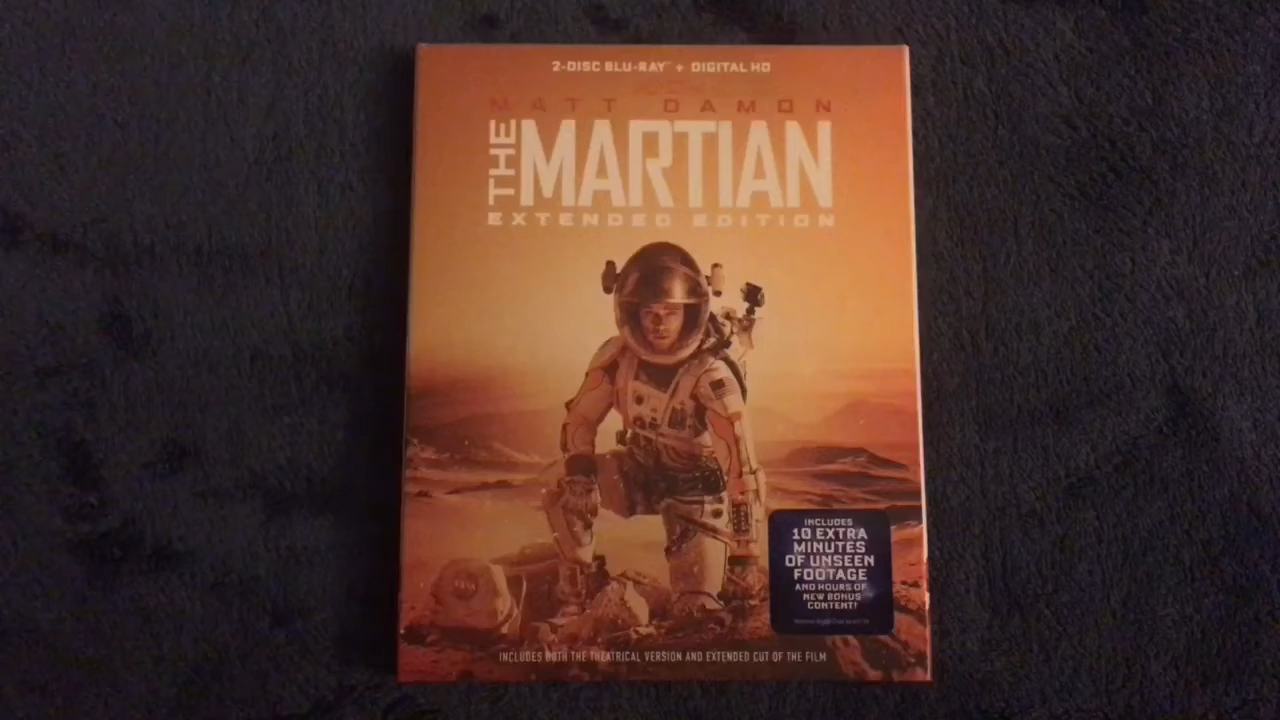 2-DISC BLU-RAY™ + DIGITAL HD
MATT DAMON
THE MARTIAN
EXTENDED EDITION
INCLUDES
10 EXTRA
MINUTES
OF UNSEEN
FOOTAGE
AND HOURS OF
NEW BONUS
CONTENT!
INCLUDES BOTH THE THEATRICAL VERSION AND EXTENDED CUT OF THE FILM